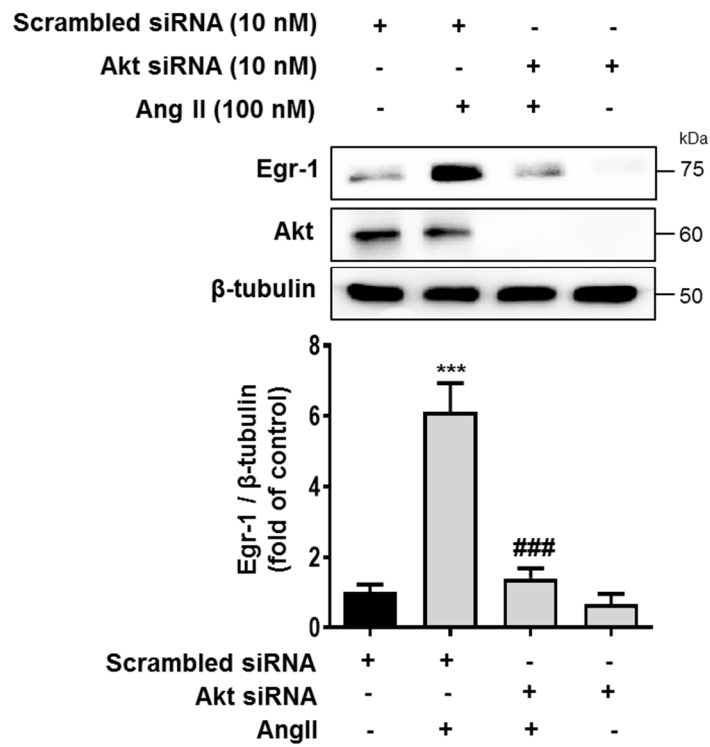 Scrambled siRNA (10 nM) + + - -
Akt siRNA (10 nM) - - + +
Ang II (100 nM) - + + -
kDa
Egr-1 75
Akt 60
β-tubulin 50
Egr-1 / β-tubulin
(fold of control)
8
6
4
2
0
***
###
Scrambled siRNA + + - -
Akt siRNA - - + +
AngII - + + -